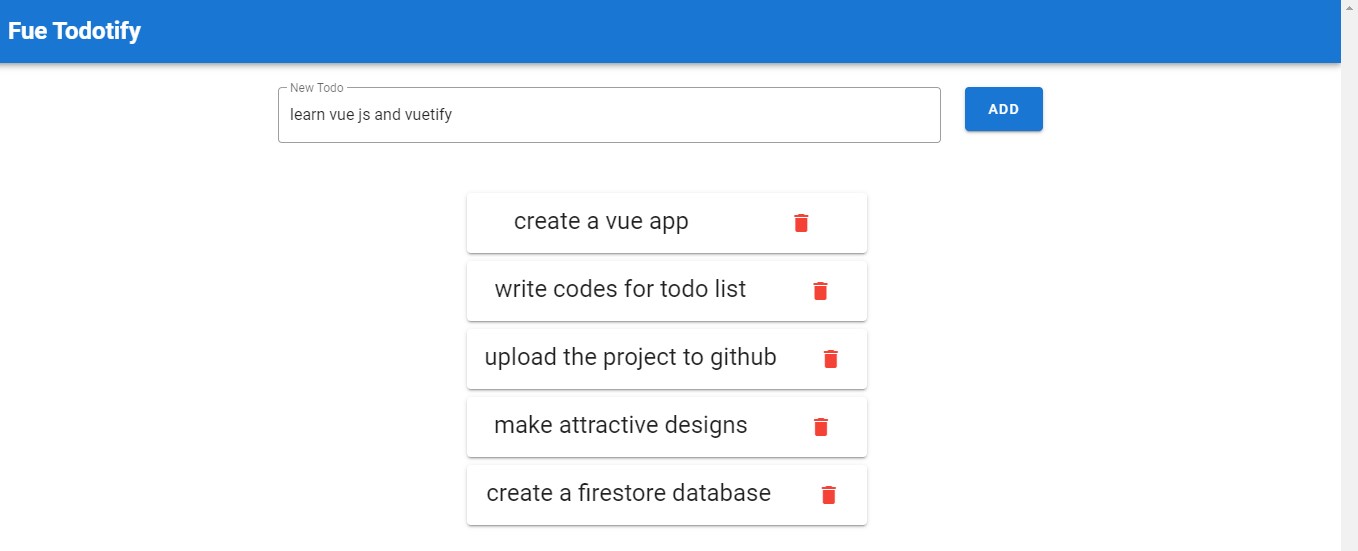 Fue Todotify
New Todo
learn vue js and vuetify
ADD
create a vue app
write codes for todo list
upload the project to github
make attractive designs
create a firestore database